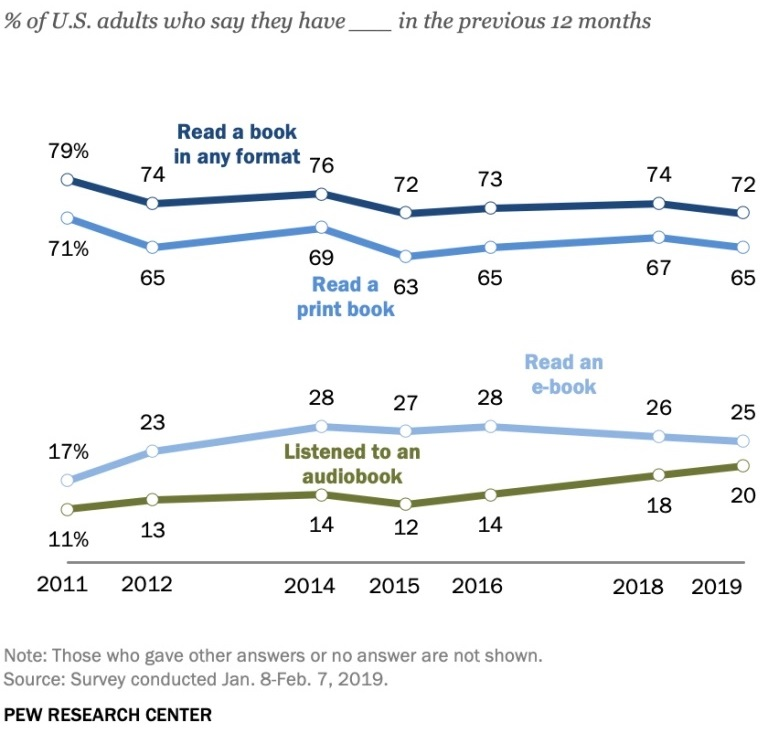 % of U.S. adults who say they have ___ in the previous 12 months
Read a book
in any format
79%
74
76
72
73
74
72
71%
65
69
63
65
67
65
Read a
print book
Read an
e-book
17%
23
28
27
28
26
25
Listened to an
audiobook
11%
13
14
12
14
18
20
2011 2012 2014 2015 2016 2018 2019
Note: Those who gave other answers or no answer are not shown.
Source: Survey conducted Jan. 8-Feb. 7, 2019.
PEW RESEARCH CENTER